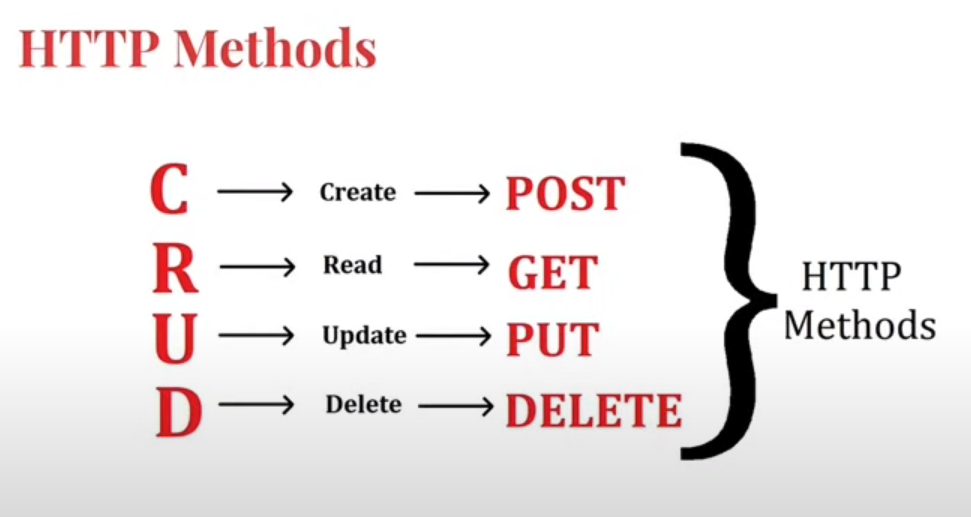 HTTP Methods
C → Create → POST
R → Read → GET
U → Update → PUT
D → Delete → DELETE
HTTP
Methods